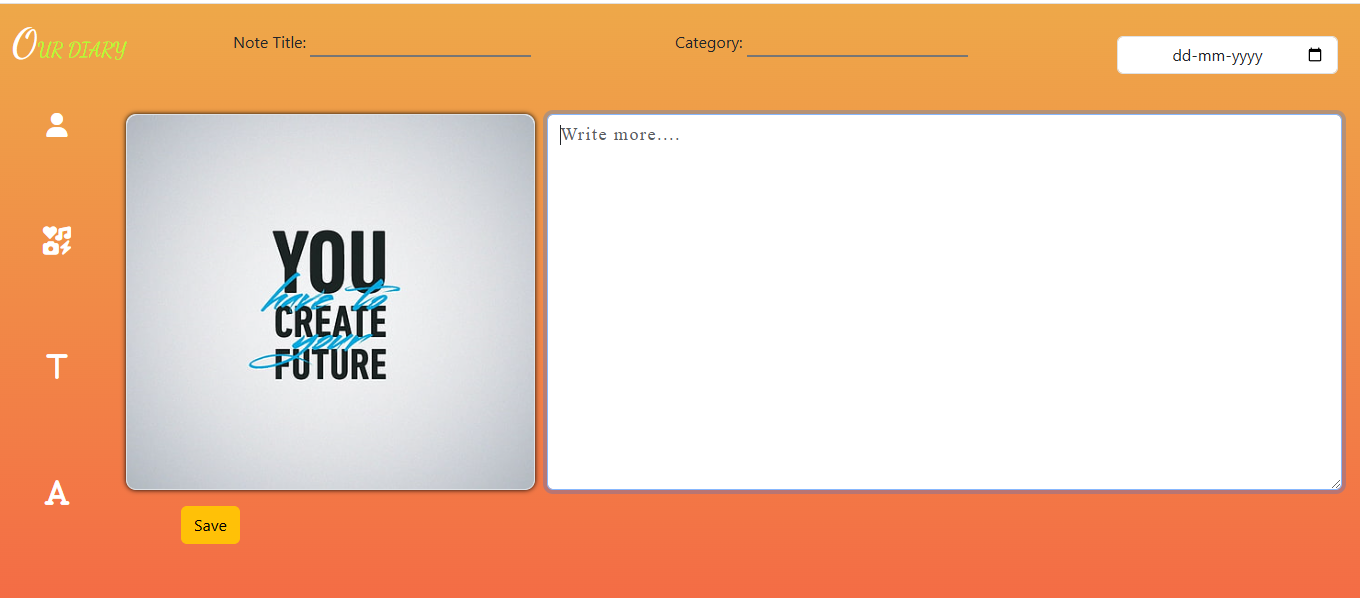 OUR DIARY
Note Title:
Category:
dd-mm-yyyy
YOU
have to
CREATE
your
FUTURE
Write more....
T
A
Save